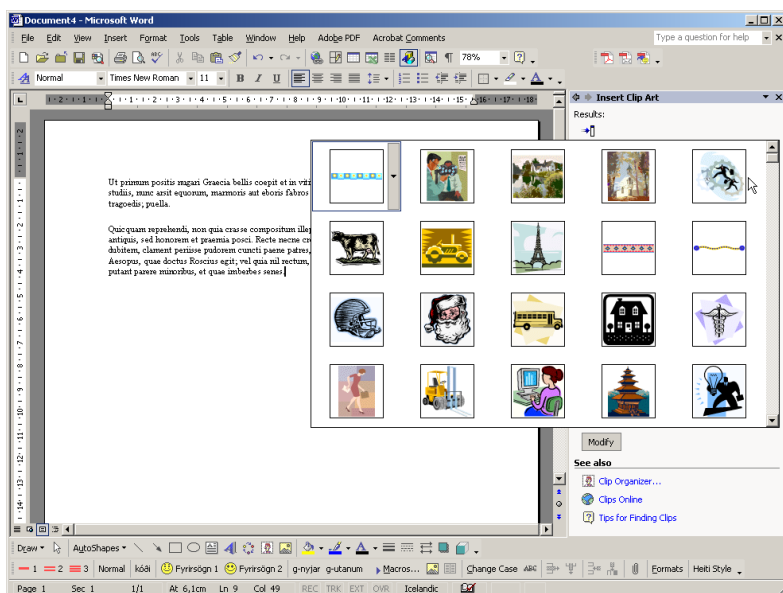 Document4 - Microsoft Word
File Edit View Insert Format Tools Table Window Help Adobe PDF Acrobat Comments
Type a question for help
78%
Normal Times New Roman 11 B I U
Insert Clip Art
Results:
Ut primum positis nugari Graecia bellis coepit et in viti
studiis, nunc arsit equorum, marmoris aut eboris fabros
tragoedis; puella.
Quicquam reprehendi, non quia crasse compositum illep
antiquis, sed honorem et praemia posci. Recte necne cr
dubitem, clament periisse pudorem cuncti paene patres,
Aesopus, quae doctus Roscius egit; vel quia nil rectum,
putant parere minoribus, et quae imberbes senes.
Modify
See also
Clip Organizer...
Clips Online
Tips for Finding Clips
Draw AutoShapes
1 2 3 Normal kóði Fyrirsögn 1 Fyrirsögn 2 g-nyjar g-utanum Macros... Change Case ABC Formats Heiti Style
Page 1 Sec 1 1/1 At 6,1cm Ln 9 Col 49 REC TRK EXT OVR Icelandic